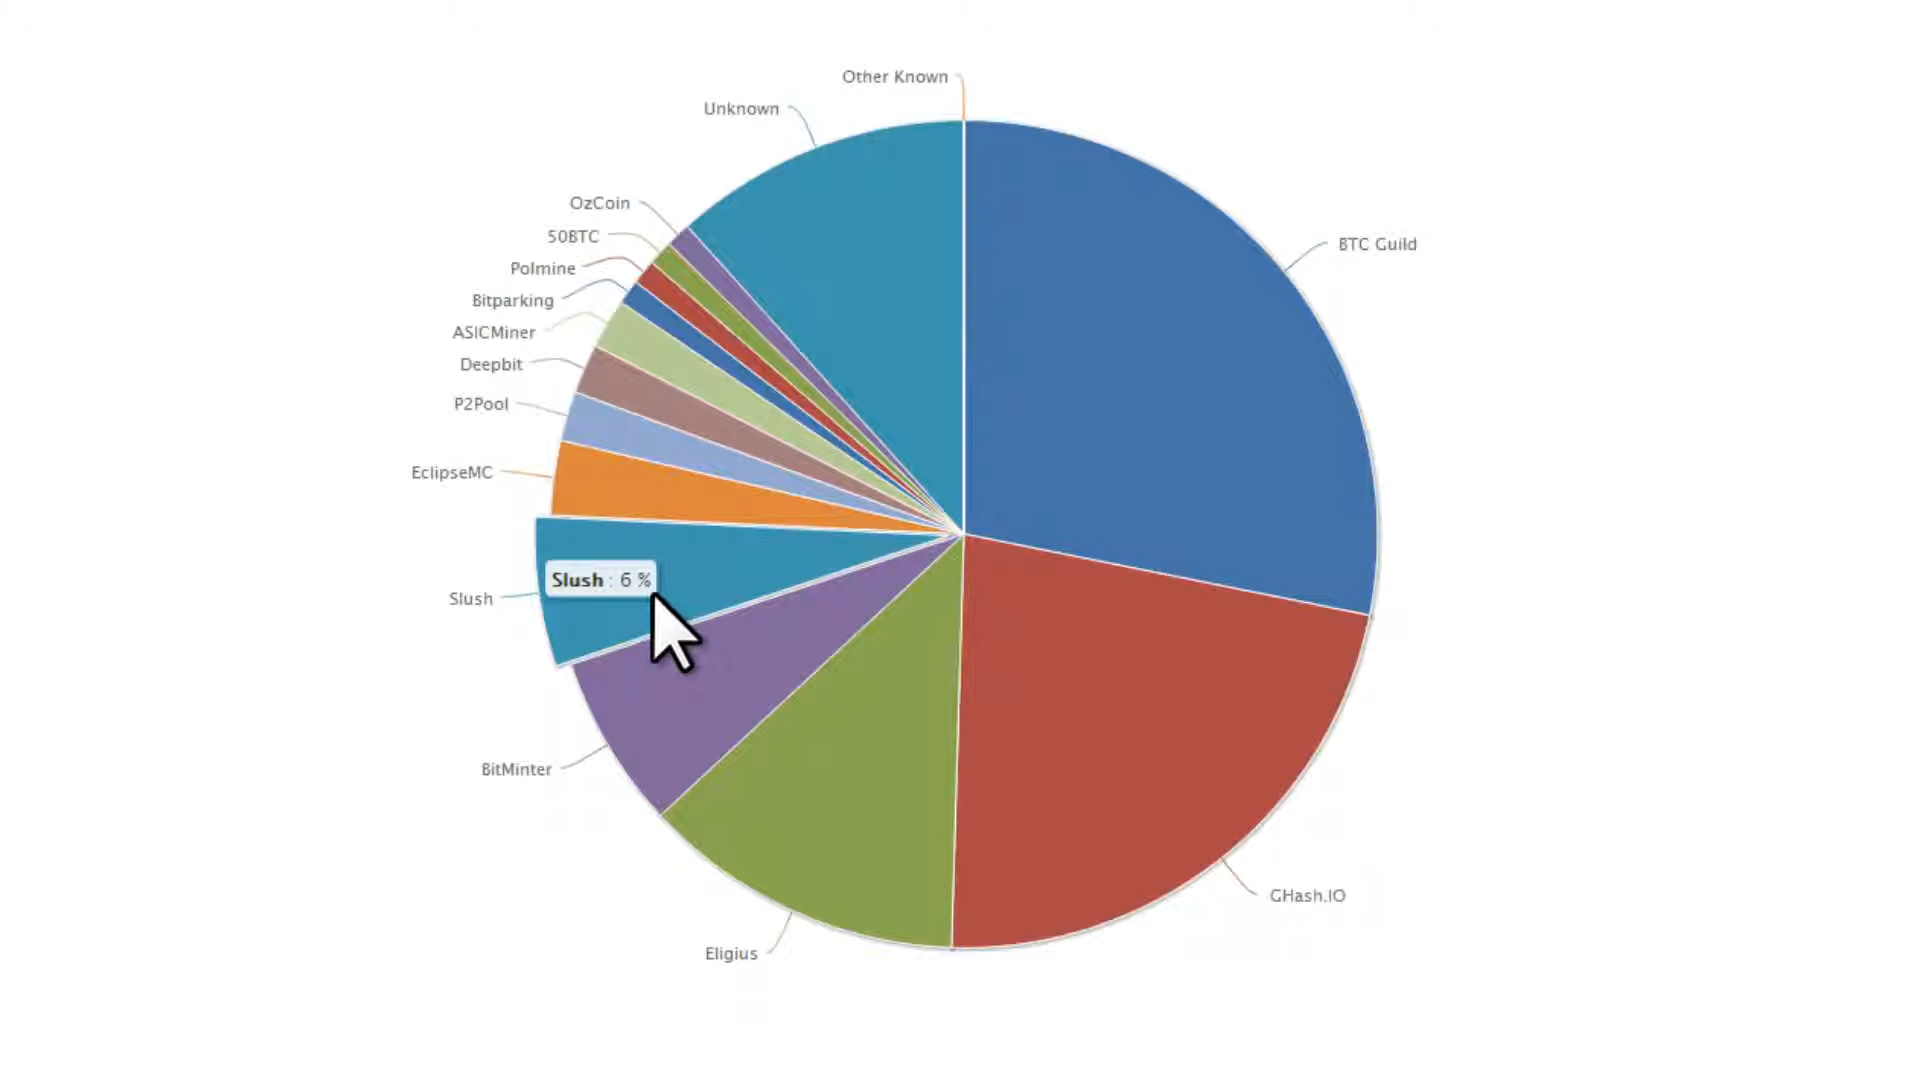 Other Known
Unknown
OzCoin
50BTC
Polmine
Bitparking
ASICMiner
Deepbit
P2Pool
EclipseMC
Slush : 6 %
Slush
BitMinter
Eligius
BTC Guild
GHash.IO